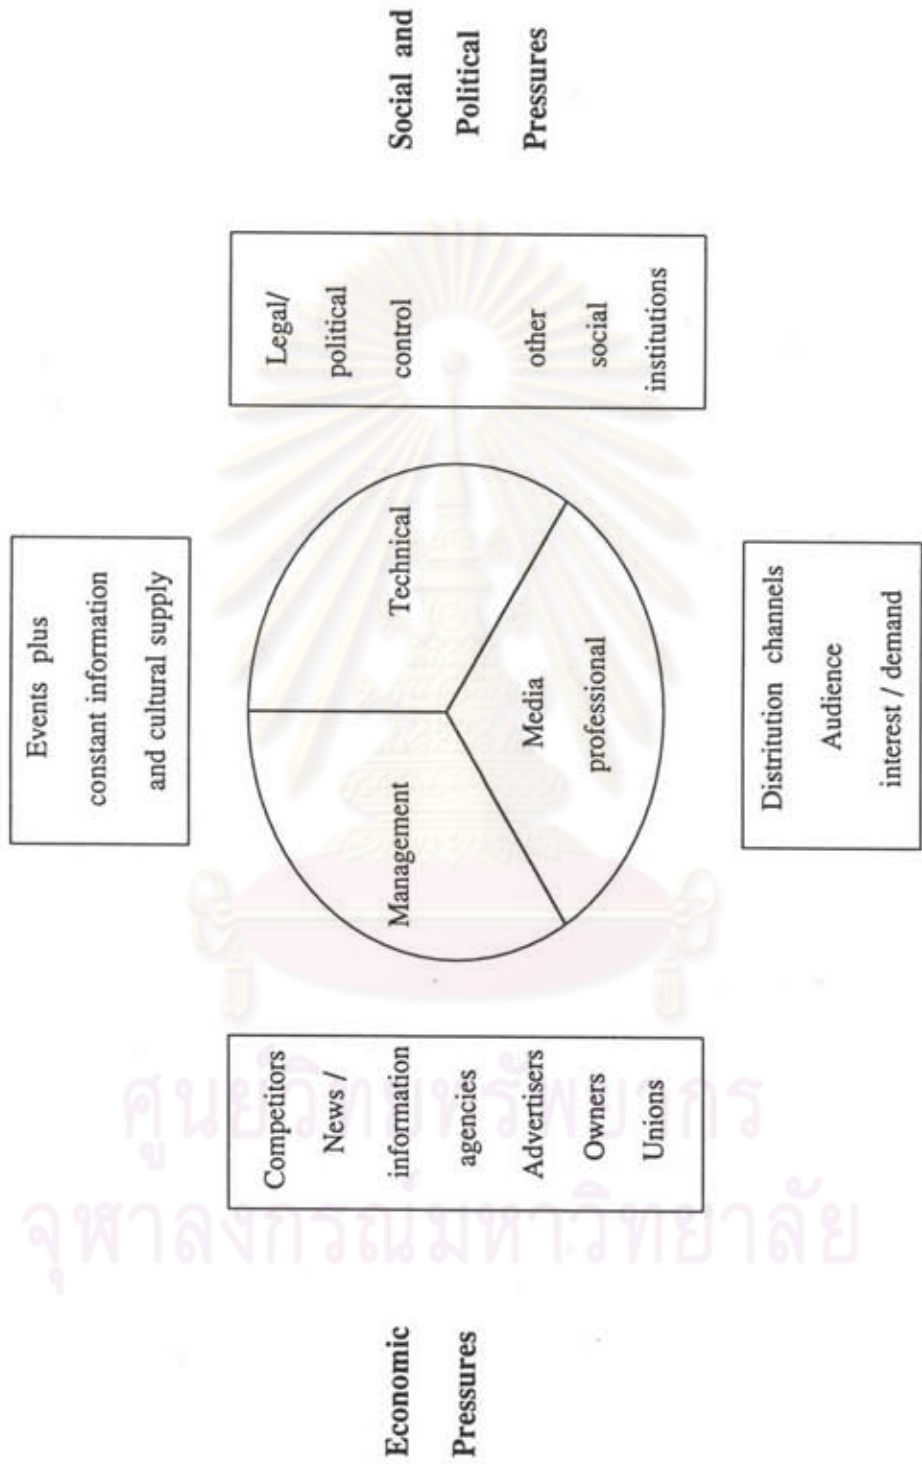 Events plus
constant information
and cultural supply
Economic
Pressures
Competitors
News /
information
agencies
Advertisers
Owners
Unions
Management
Technical
Media
professional
Legal/
political
control
other
social
institutions
Social and
Political
Pressures
Distritution channels
Audience
interest / demand
ศูนย์วิทยทรัพยากร
จุฬาลงกรณ์มหาวิทยาลัย